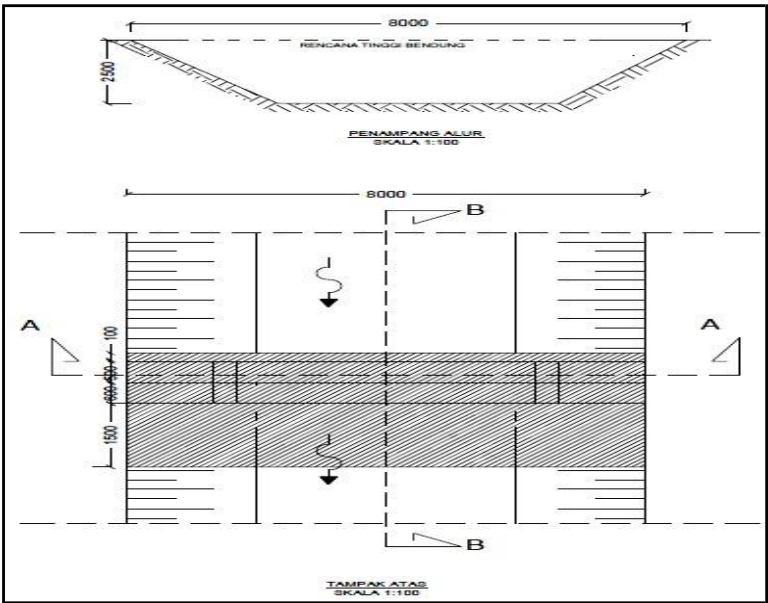 8000
RENCANA TINGGI BENDUNG
2500
PENAMPANG ALUR
SKALA 1:100
8000
B
A
A
100
1500
B
TAMPAK ATAS
SKALA 1:100